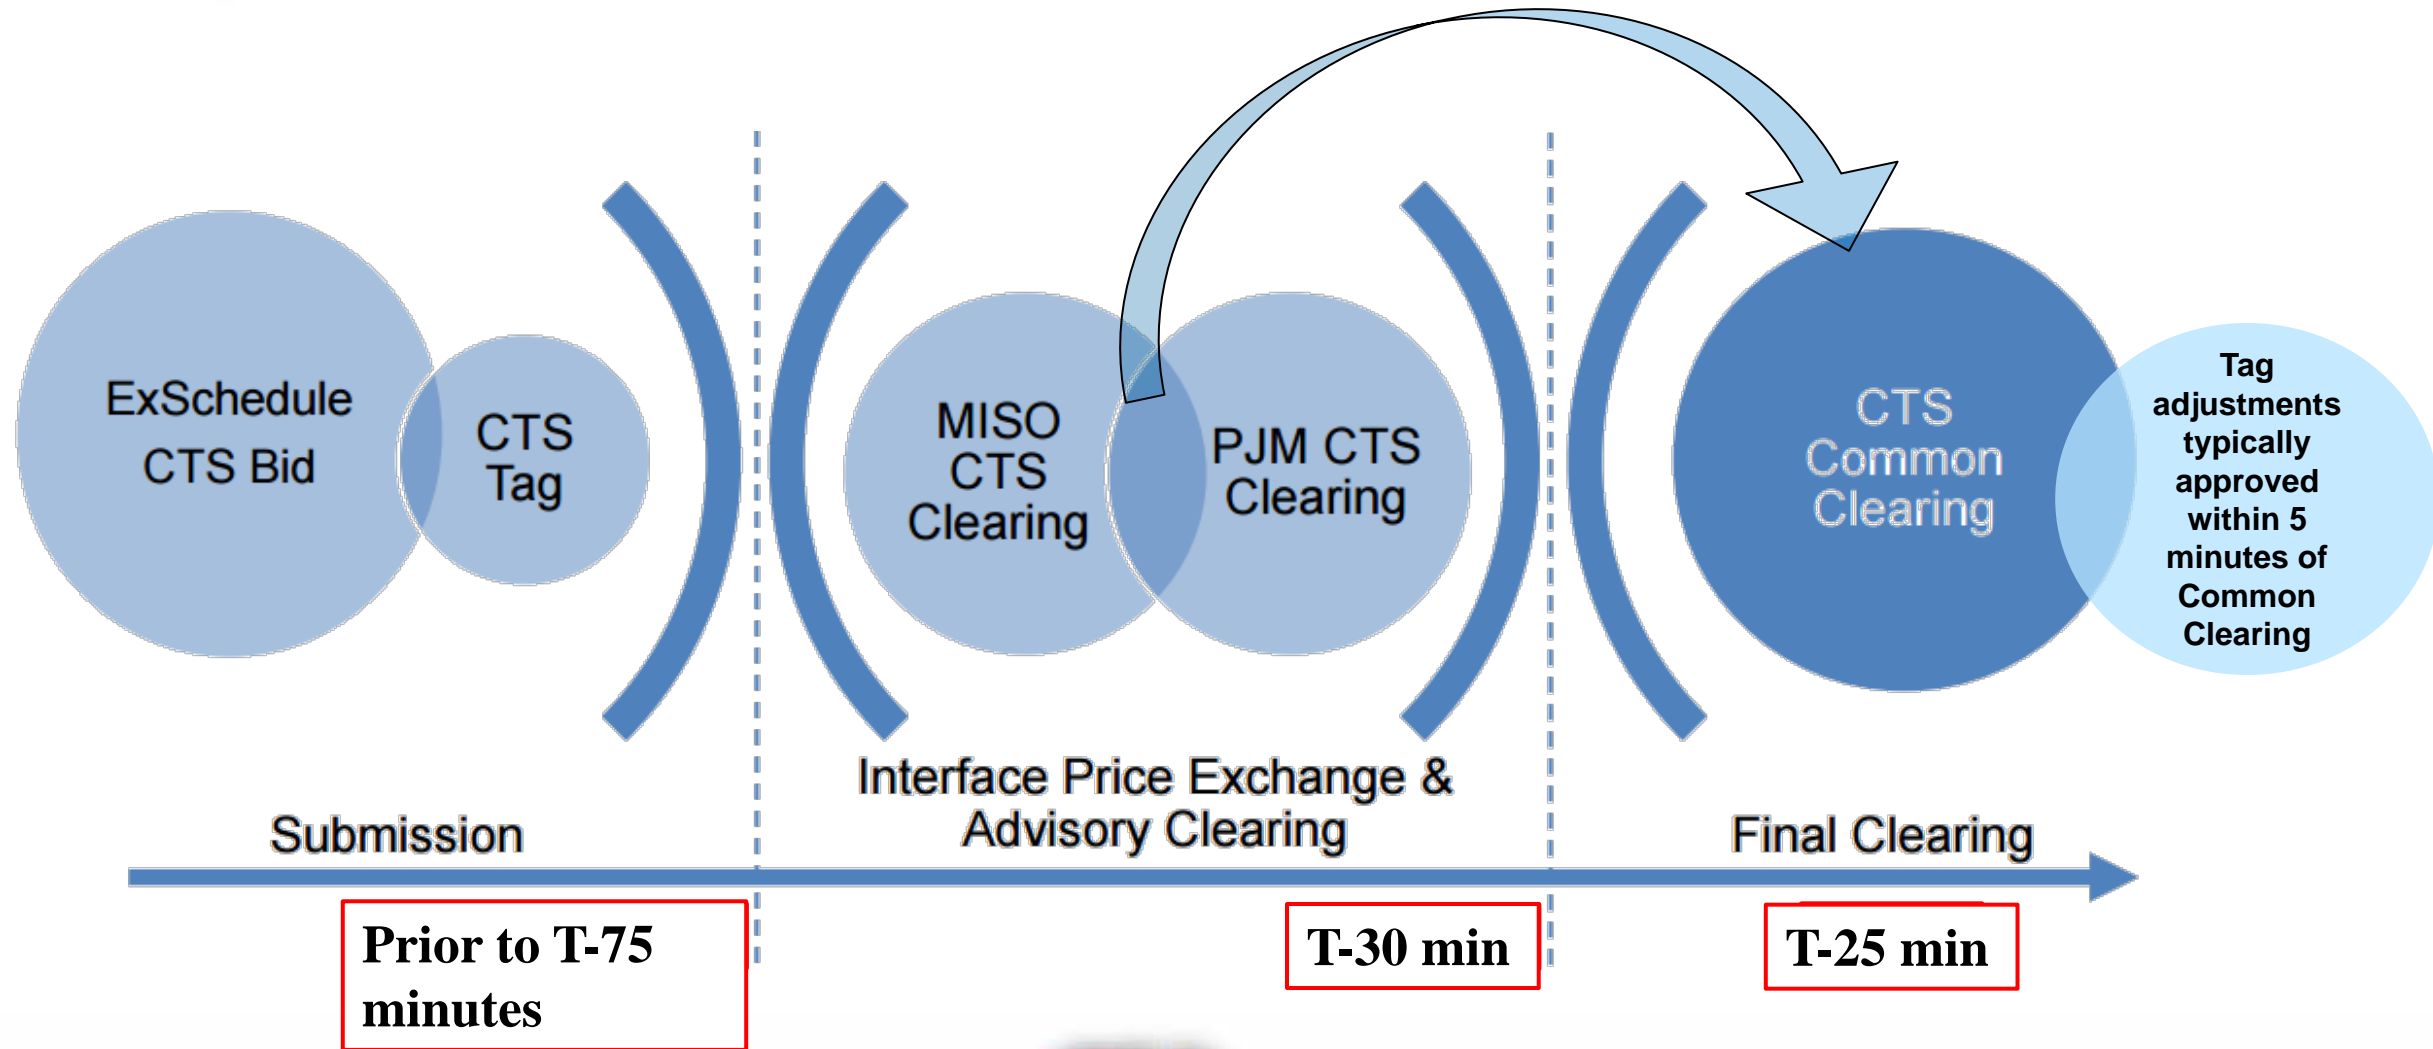 ExSchedule
CTS Bid
CTS
Tag
MISO
CTS
Clearing
PJM CTS
Clearing
CTS
Common
Clearing
Tag
adjustments
typically
approved
within 5
minutes of
Common
Clearing
Submission
Interface Price Exchange &
Advisory Clearing
Final Clearing
Prior to T-75
minutes
T-30 min
T-25 min